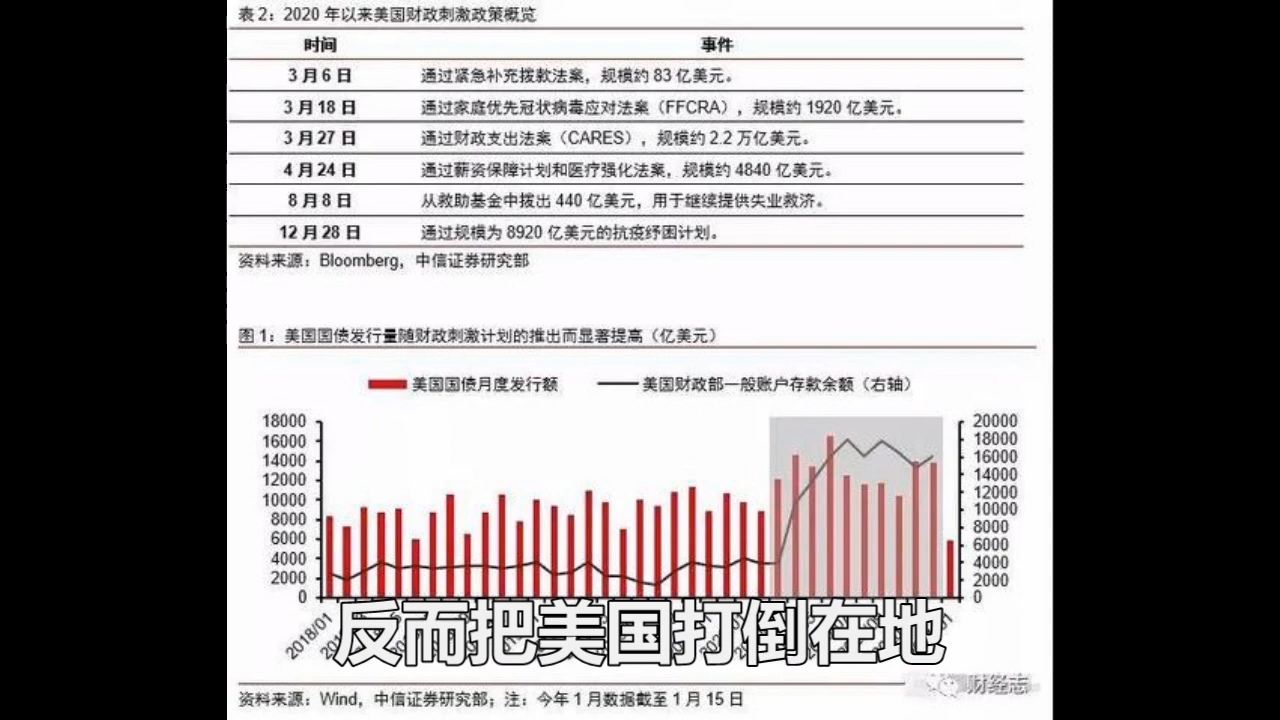 表2：2020年以来美国财政刺激政策概览
时间 事件
3月6日 通过紧急补充拨款法案，规模约83亿美元。
3月18日 通过家庭优先冠状病毒应对法案（FFCRA），规模约1920亿美元。
3月27日 通过财政支出法案（CARES），规模约2.2万亿美元。
4月24日 通过薪资保障计划和医疗强化法案，规模约4840亿美元。
8月8日 从救助基金中拨出440亿美元，用于继续提供失业救济。
12月28日 通过规模为8920亿美元的抗疫纾困计划。
资料来源：Bloomberg，中信证券研究部
图1：美国国债发行量随财政刺激计划的推出而显著提高（亿美元）
美国国债月度发行额 美国财政部一般账户存款余额（右轴）
18000 20000
16000 18000
14000 16000
12000 14000
10000 12000
8000 10000
6000 8000
4000 6000
2000 4000
0 2000
0
2018/01
反而把美国打倒在地
财经志
资料来源：Wind，中信证券研究部；注：今年1月数据截至1月15日